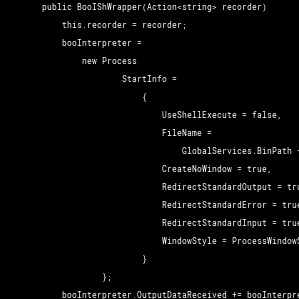 public BooIShWrapper(Action<string> recorder)
this.recorder = recorder;
booInterpreter =
new Process
StartInfo =
{
UseShellExecute = false,
FileName =
GlobalServices.BinPath
CreateNoWindow = true,
RedirectStandardOutput = tru
RedirectStandardError = true
RedirectStandardInput = true
WindowStyle = ProcessWindowS
}
};
booInterpreter.OutputDataReceived += booInterpre